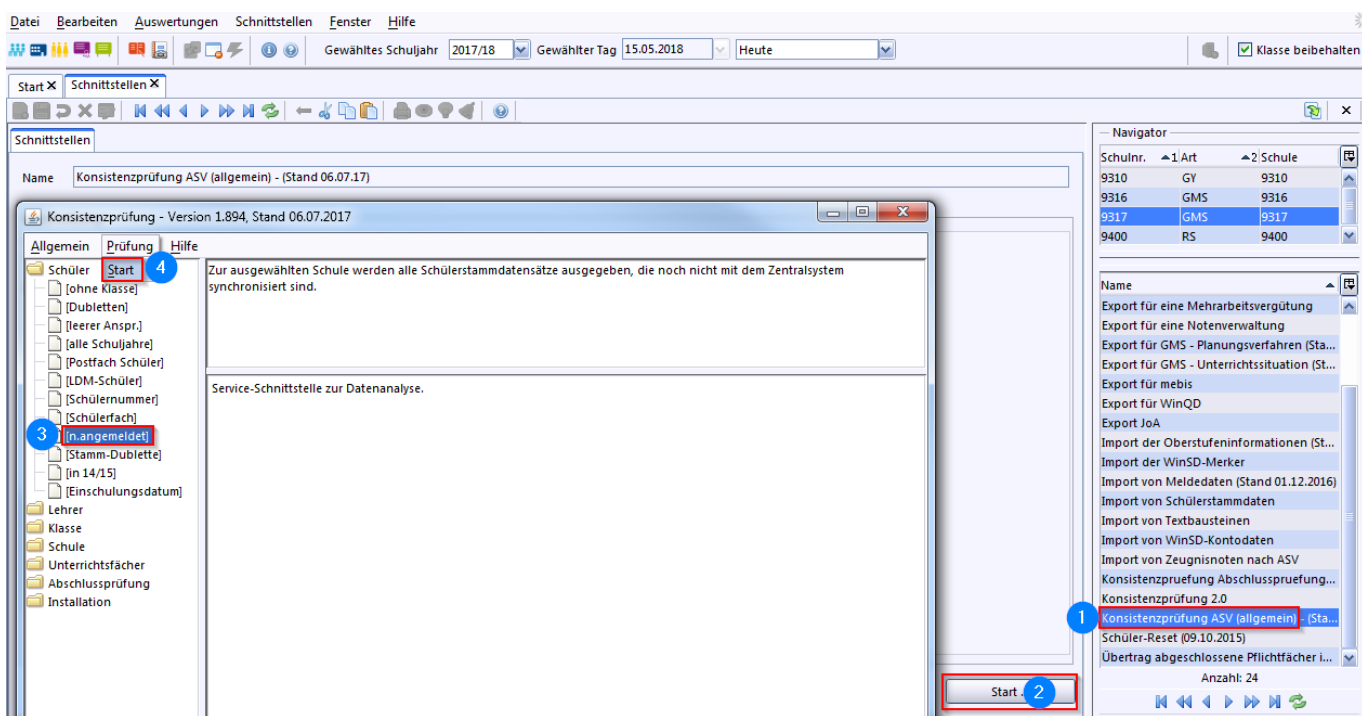 Datei Bearbeiten Auswertungen Schnittstellen Fenster Hilfe
Gewähltes Schuljahr 2017/18 Gewählter Tag 15.05.2018 Heute Klasse beibehalten
Start X Schnittstellen X
Schnittstellen
Name Konsistenzprüfung ASV (allgemein) - (Stand 06.07.17)
Konsistenzprüfung - Version 1.894, Stand 06.07.2017
Allgemein Prüfung Hilfe
Schüler Start 4
[ohne Klasse]
[Dubletten]
[leerer Anspr.]
[alle Schuljahre]
[Postfach Schüler]
[LDM-Schüler]
[Schülernummer]
[Schülerfach]
3 [n.angemeldet]
[Stamm-Dublette]
[in 14/15]
[Einschulungsdatum]
Lehrer
Klasse
Schule
Unterrichtsfächer
Abschlussprüfung
Installation
Zur ausgewählten Schule werden alle Schülerstammdatensätze ausgegeben, die noch nicht mit dem Zentralsystem
synchronisiert sind.
Service-Schnittstelle zur Datenanalyse.
Start . 2
Navigator
Schulnr. 1 Art 2 Schule
9310 GY 9310
9316 GMS 9316
9317 GMS 9317
9400 RS 9400
Name
Export für eine Mehrarbeitsvergütung
Export für eine Notenverwaltung
Export für GMS - Planungsverfahren (Sta...
Export für GMS - Unterrichtssituation (St...
Export für mebis
Export für WinQD
Export JoA
Import der Oberstufeninformationen (St...
Import der WinSD-Merker
Import von Meldedaten (Stand 01.12.2016)
Import von Schülerstammdaten
Import von Textbausteinen
Import von WinSD-Kontodaten
Import von Zeugnisnoten nach ASV
Konsistenzpruefung Abschlusspruefung...
Konsistenzprüfung 2.0
1 Konsistenzprüfung ASV (allgemein) - (Sta...
Schüler-Reset (09.10.2015)
Übertrag abgeschlossene Pflichtfächer i...
Anzahl: 24